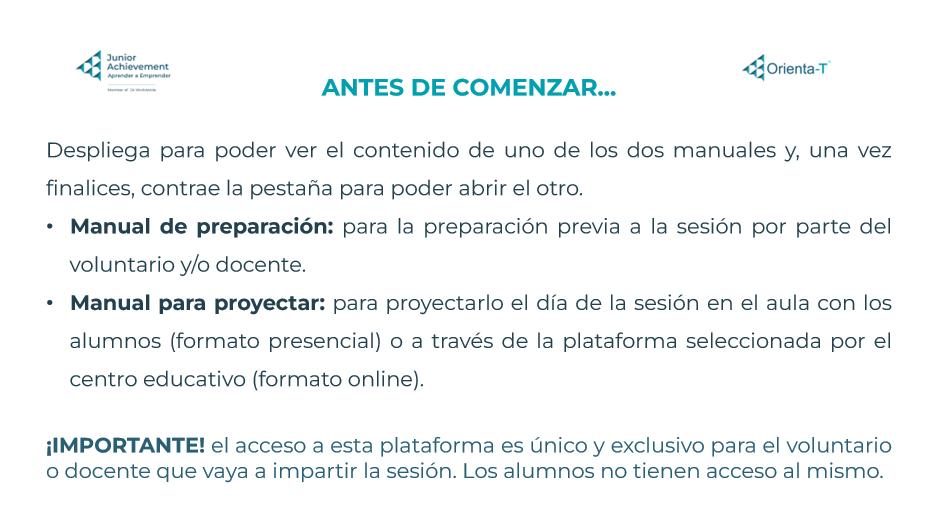 Junior
Achievement
Aprender a Emprender
Member of JA Worldwide
Orienta-T
ANTES DE COMENZAR...
Despliega para poder ver el contenido de uno de los dos manuales y, una vez
finalices, contrae la pestaña para poder abrir el otro.
• Manual de preparación: para la preparación previa a la sesión por parte del
voluntario y/o docente.
• Manual para proyectar: para proyectarlo el día de la sesión en el aula con los
alumnos (formato presencial) o a través de la plataforma seleccionada por el
centro educativo (formato online).
¡IMPORTANTE! el acceso a esta plataforma es único y exclusivo para el voluntario
o docente que vaya a impartir la sesión. Los alumnos no tienen acceso al mismo.